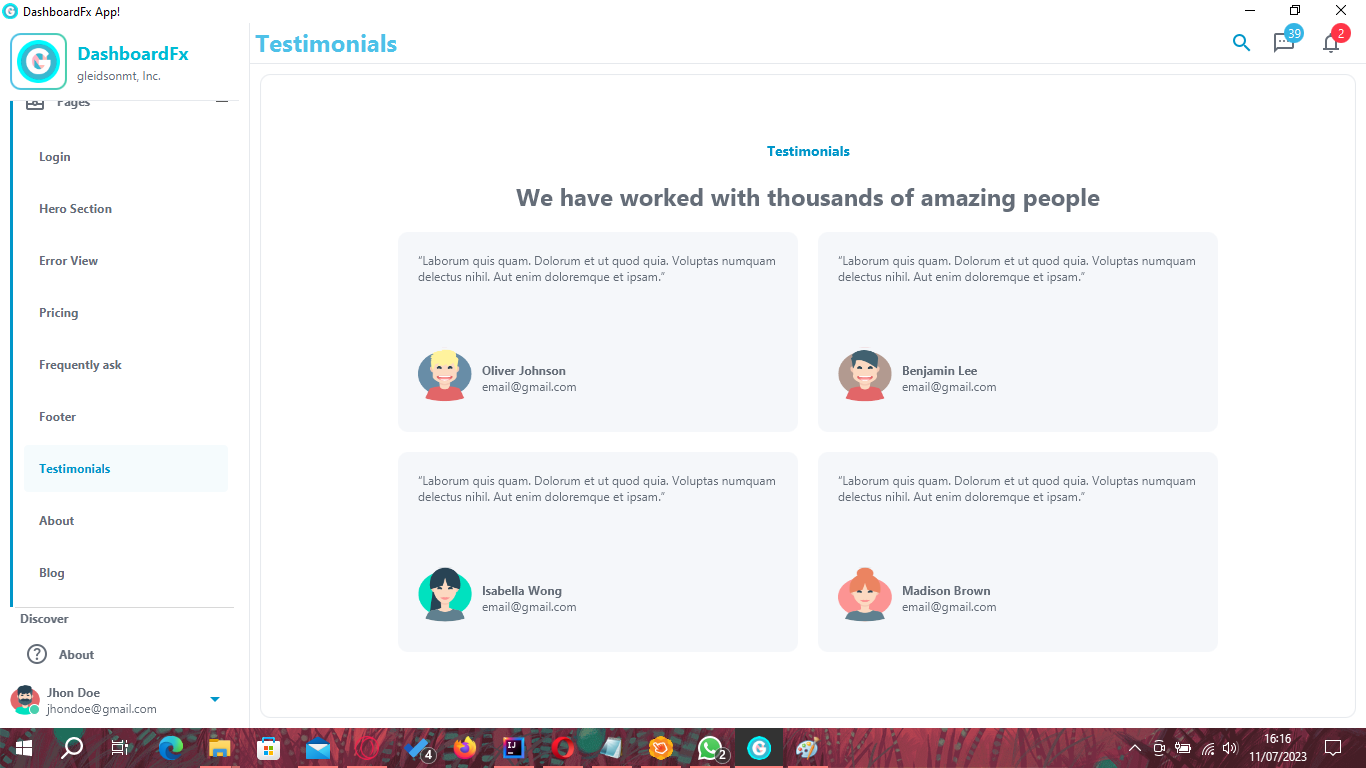 DashboardFx App!
DashboardFx
gleidsonmt, Inc.
Pages
Login
Hero Section
Error View
Pricing
Frequently ask
Footer
Testimonials
About
Blog
Discover
About
Jhon Doe
jhondoe@gmail.com
Testimonials
39
2
Testimonials
We have worked with thousands of amazing people
“Laborum quis quam. Dolorum et ut quod quia. Voluptas numquam
delectus nihil. Aut enim doloremque et ipsam.”
Oliver Johnson
email@gmail.com
“Laborum quis quam. Dolorum et ut quod quia. Voluptas numquam
delectus nihil. Aut enim doloremque et ipsam.”
Benjamin Lee
email@gmail.com
“Laborum quis quam. Dolorum et ut quod quia. Voluptas numquam
delectus nihil. Aut enim doloremque et ipsam.”
Isabella Wong
email@gmail.com
“Laborum quis quam. Dolorum et ut quod quia. Voluptas numquam
delectus nihil. Aut enim doloremque et ipsam.”
Madison Brown
email@gmail.com
4
IJ
2
16:16
11/07/2023